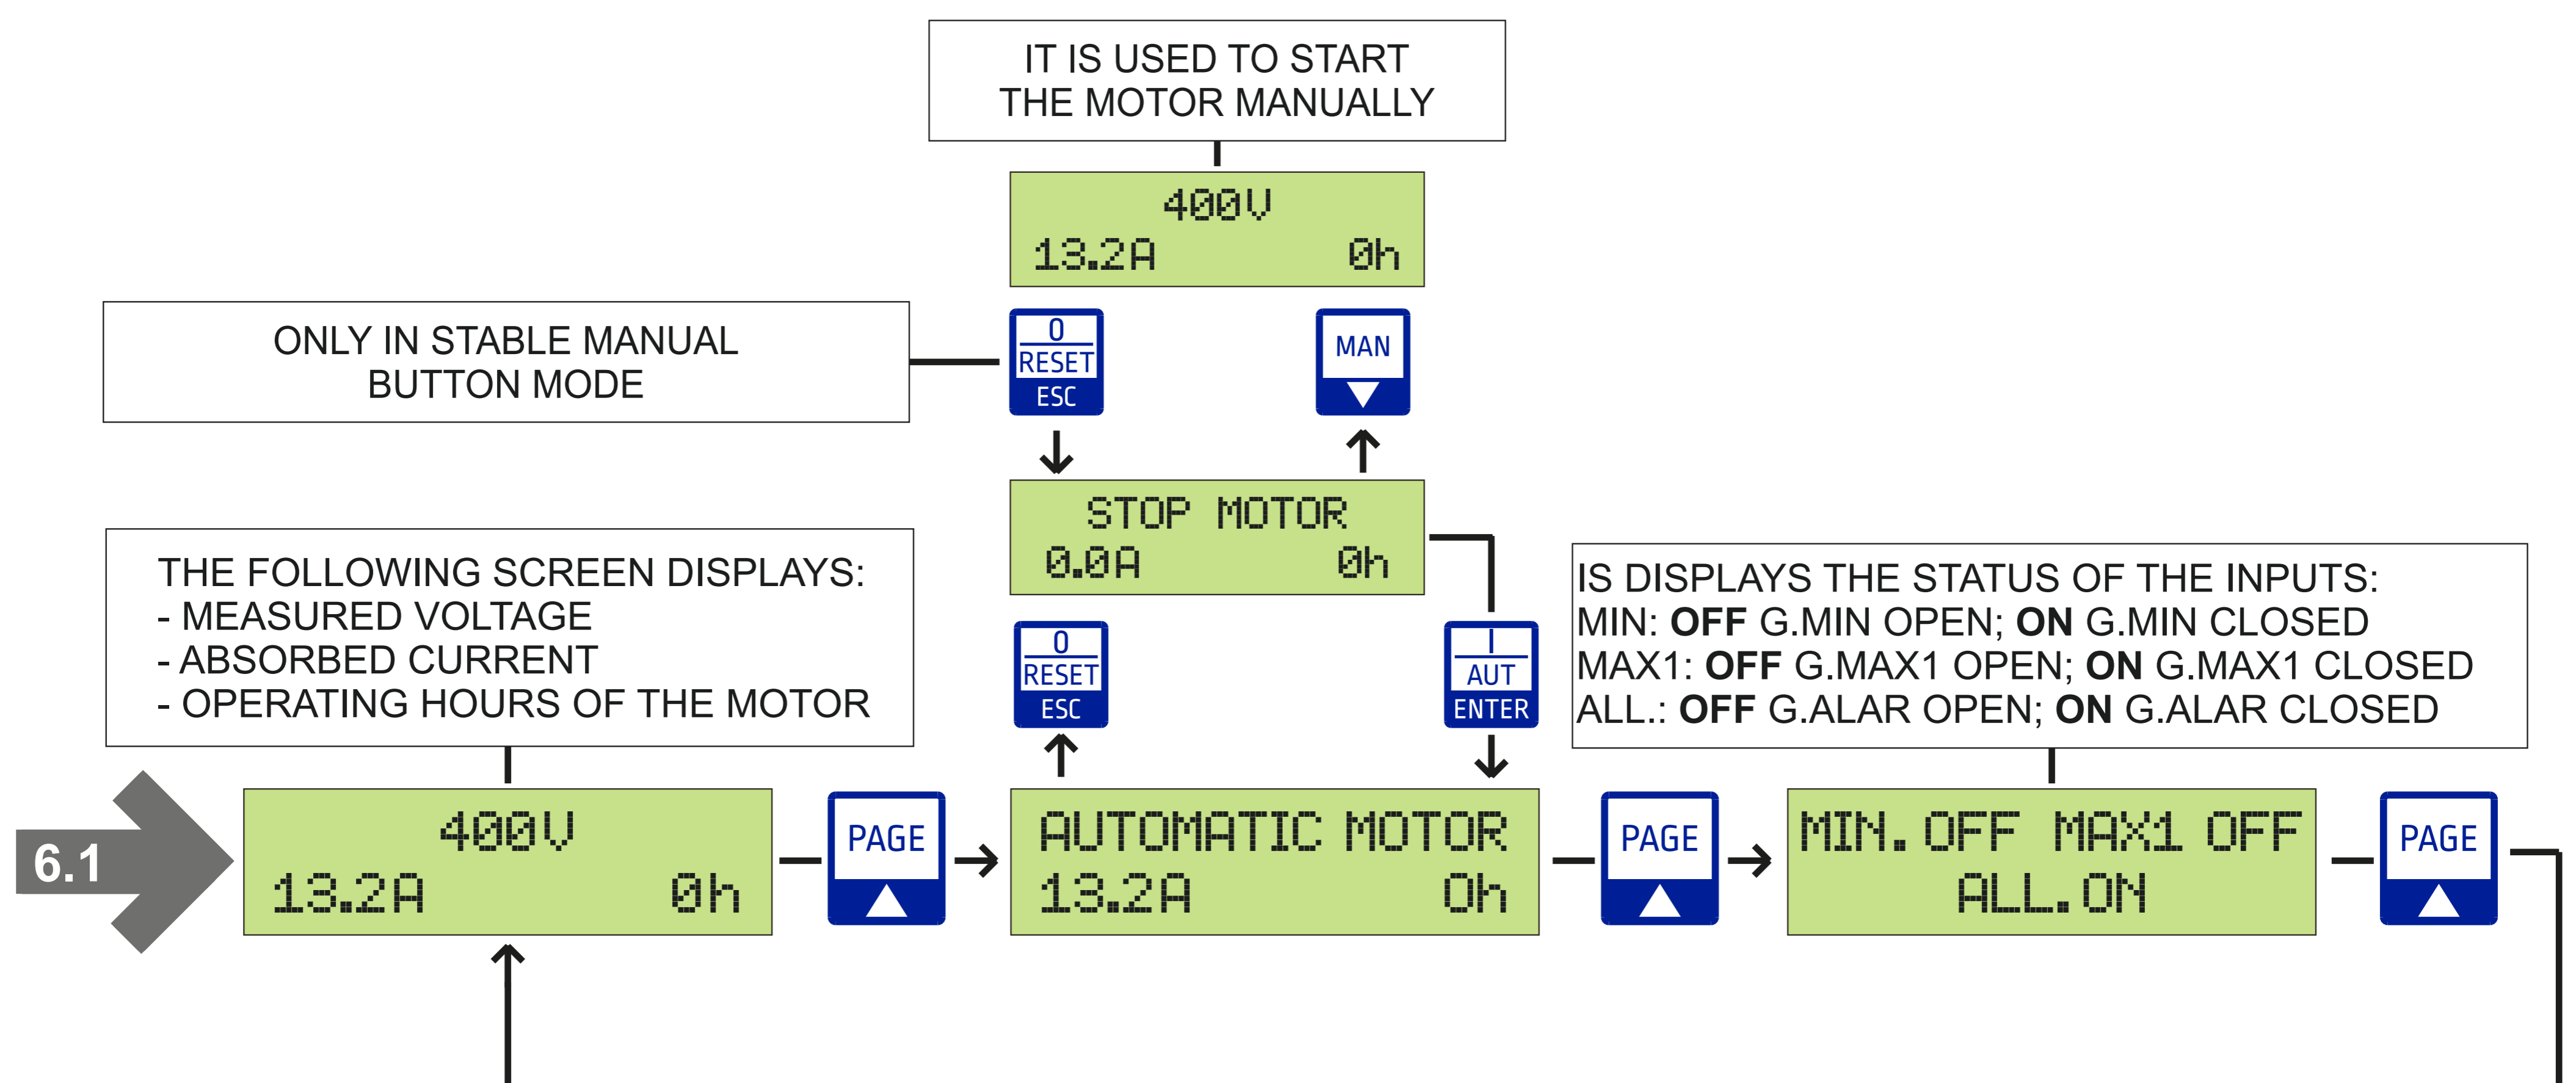 IT IS USED TO START
THE MOTOR MANUALLY
400V
13.2A 0h
ONLY IN STABLE MANUAL
BUTTON MODE
0
RESET
ESC
MAN
STOP MOTOR
0.0A 0h
THE FOLLOWING SCREEN DISPLAYS:
- MEASURED VOLTAGE
- ABSORBED CURRENT
- OPERATING HOURS OF THE MOTOR
0
RESET
ESC
I
AUT
ENTER
IS DISPLAYS THE STATUS OF THE INPUTS:
MIN: OFF G.MIN OPEN; ON G.MIN CLOSED
MAX1: OFF G.MAX1 OPEN; ON G.MAX1 CLOSED
ALL.: OFF G.ALAR OPEN; ON G.ALAR CLOSED
6.1
400V
13.2A 0h
PAGE
AUTOMATIC MOTOR
13.2A Oh
PAGE
MIN. OFF MAX1 OFF
ALL. ON
PAGE